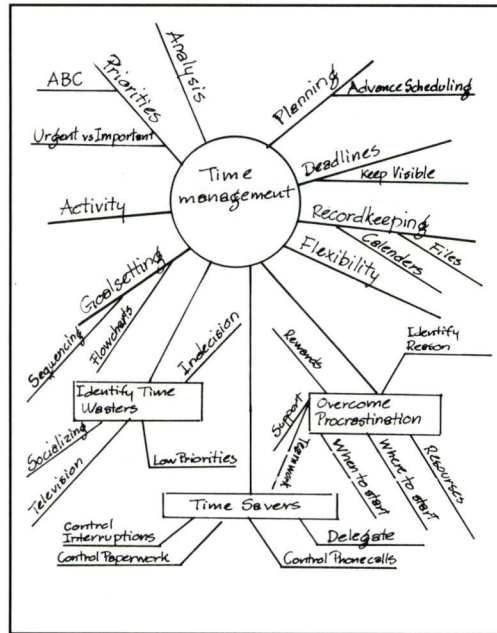 Analysis
Priorities
ABC
Urgent vs Important
Planning
Advance Scheduling
Time
management
Deadlines
Keep Visible
Activity
Recordkeeping
Calenders
Files
Flexibility
Goalsetting
Sequencing
Flowcharts
Indecision
Identify Time
Wasters
Socializing
Television
Low Priorities
Identify
Reason
Rewards
Overcome
Procrastination
Support
Teamwork
When to start
Where to start
Resourses
Time Savers
Control
Interruptions
Control Paperwork
Delegate
Control Phonecalls